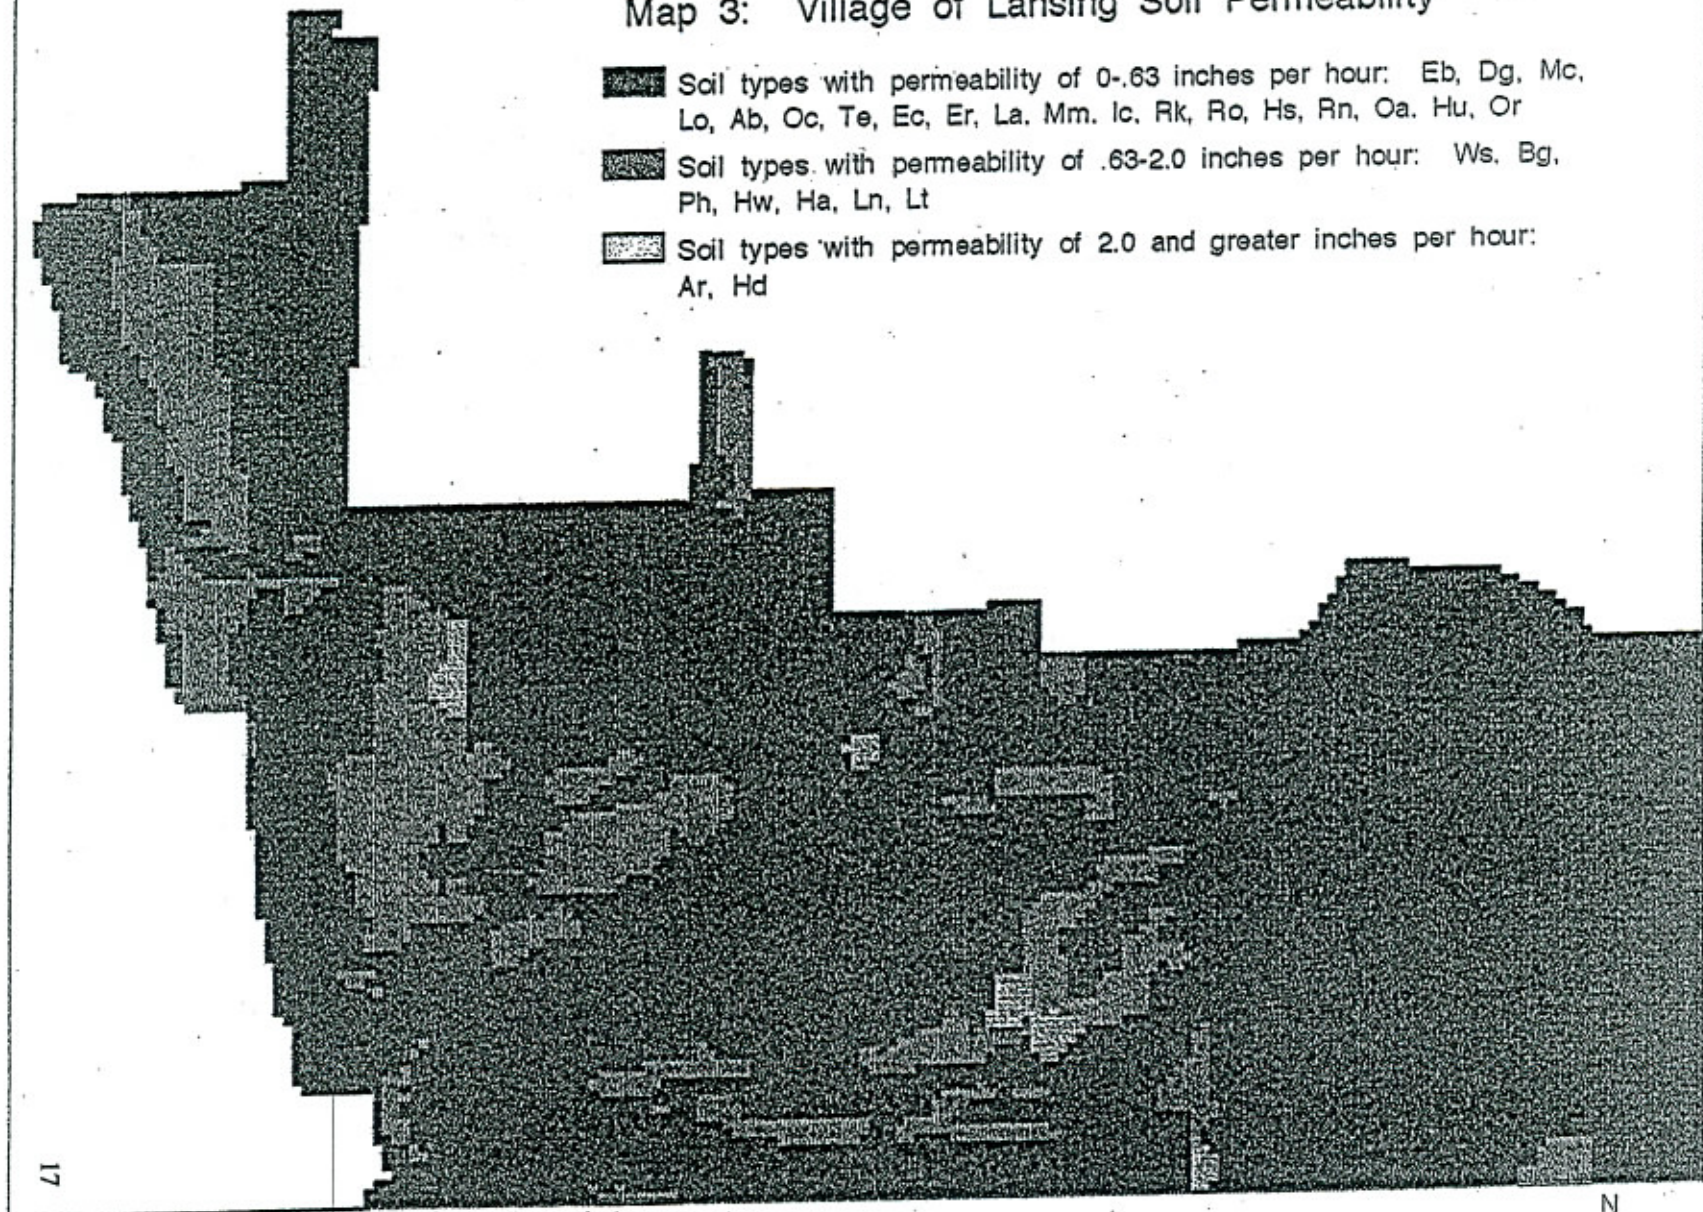 Map 3: Village of Lansing Soil Permeability
Soil types with permeability of 0-.63 inches per hour: Eb, Dg, Mc,
Lo, Ab, Oc, Te, Ec, Er, La. Mm. Ic, Rk, Ro, Hs, Rn, Oa. Hu, Or
Soil types with permeability of .63-2.0 inches per hour: Ws. Bg,
Ph, Hw, Ha, Ln, Lt
Soil types with permeability of 2.0 and greater inches per hour:
Ar, Hd
17
N